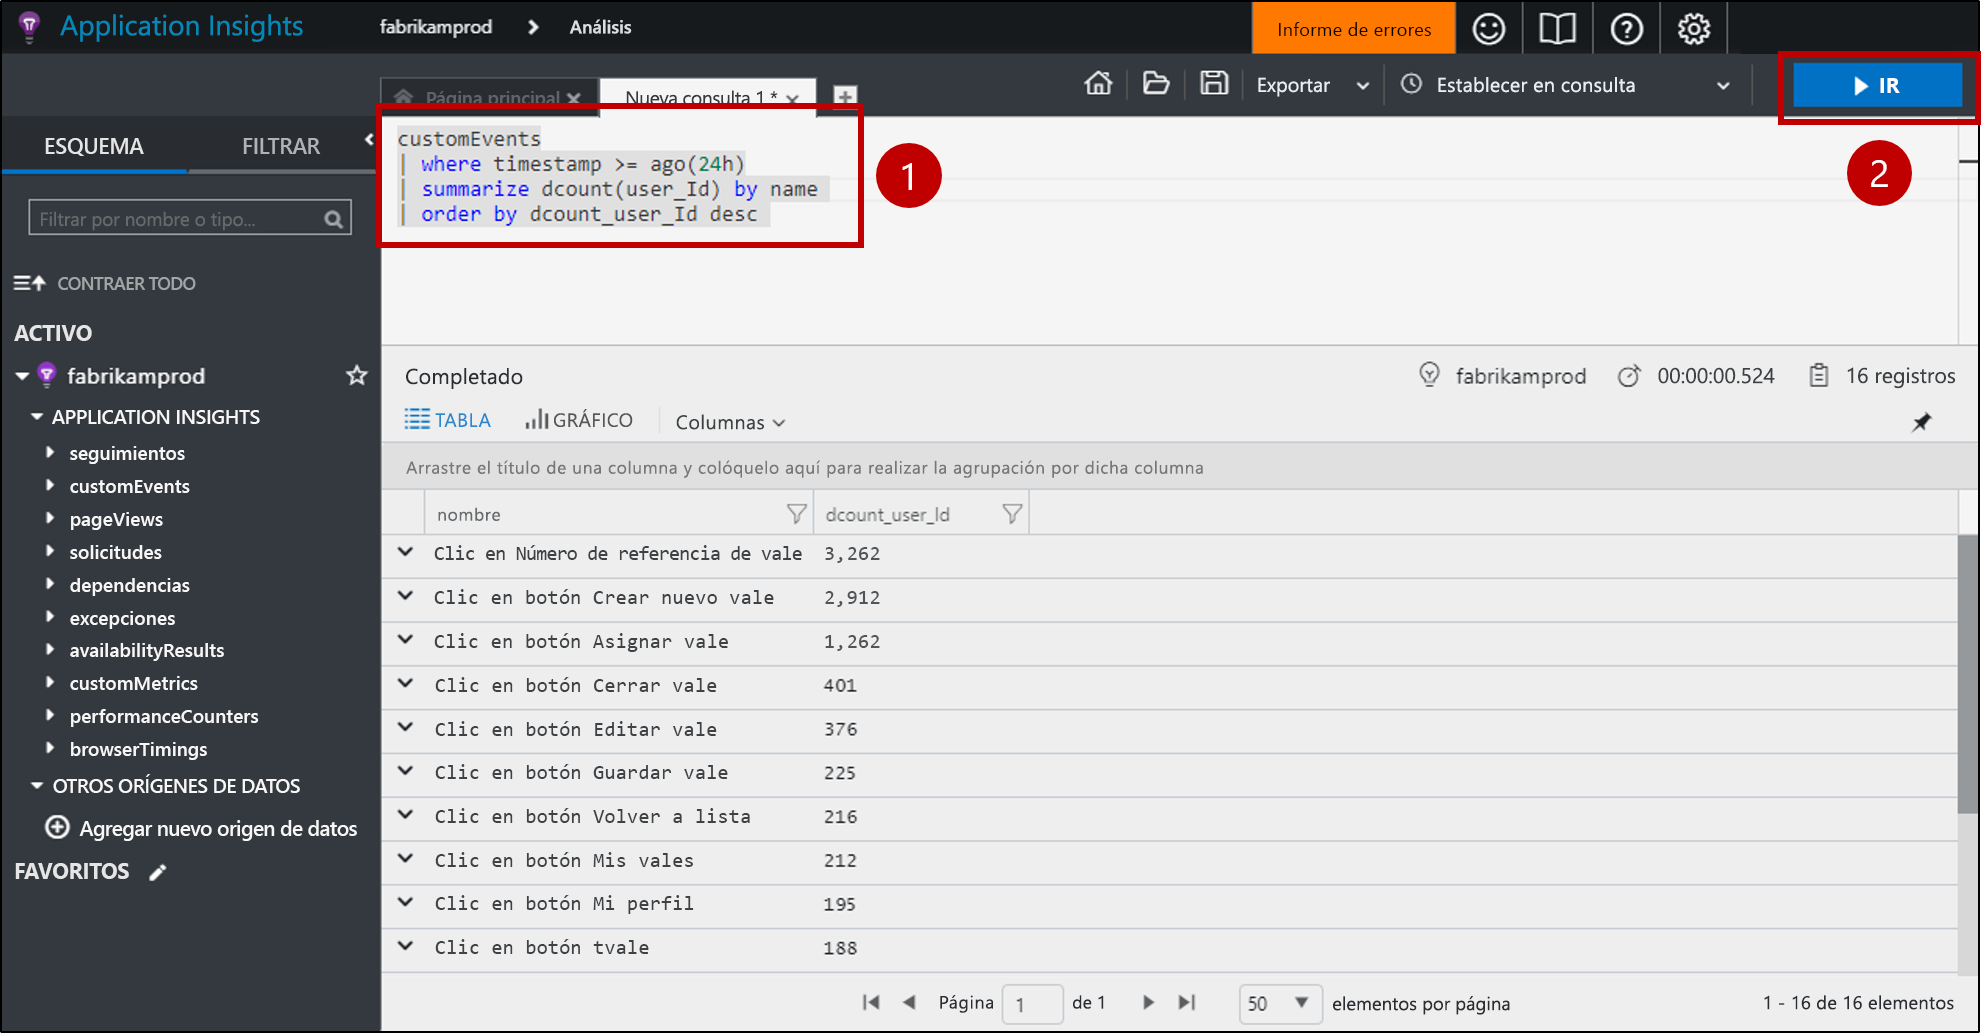 Application Insights
fabrikamprod
Análisis
Informe de errores
Página principal
Nueva consulta 1 *
Exportar
Establecer en consulta
IR
ESQUEMA
FILTRAR
Filtrar por nombre o tipo...
CONTRAER TODO
ACTIVO
fabrikamprod
APPLICATION INSIGHTS
seguimientos
customEvents
pageViews
solicitudes
dependencias
excepciones
availabilityResults
customMetrics
performanceCounters
browserTimings
OTROS ORÍGENES DE DATOS
Agregar nuevo origen de datos
FAVORITOS
customEvents
| where timestamp >= ago(24h)
| summarize dcount(user_Id) by name
| order by dcount_user_Id desc
1
2
Completado
fabrikamprod
00:00:00.524
16 registros
TABLA
GRÁFICO
Columnas
Arrastre el título de una columna y colóquelo aquí para realizar la agrupación por dicha columna
nombre dcount_user_Id
Clic en Número de referencia de vale 3,262
Clic en botón Crear nuevo vale 2,912
Clic en botón Asignar vale 1,262
Clic en botón Cerrar vale 401
Clic en botón Editar vale 376
Clic en botón Guardar vale 225
Clic en botón Volver a lista 216
Clic en botón Mis vales 212
Clic en botón Mi perfil 195
Clic en botón tvale 188
Página 1 de 1
50 elementos por página
1 - 16 de 16 elementos